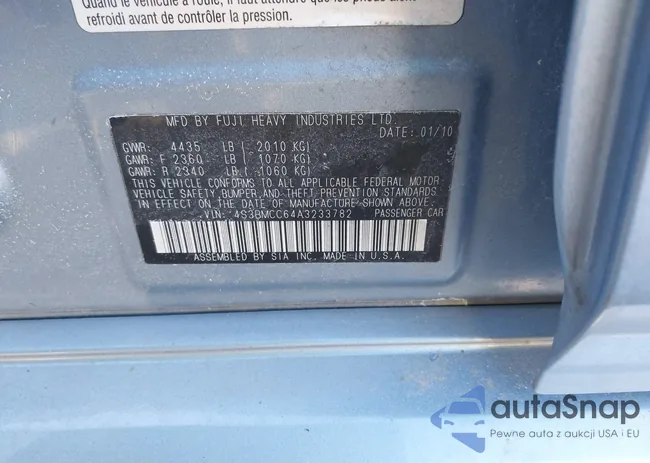 Quand le véhicule a roulé, il faut attendre que les pneus aient
refroidi avant de contrôler la pression.
MFD BY FUJI HEAVY INDUSTRIES LTD.
DATE: 01/10
GVWR: 4435 LB ( 2010 KG)
GAWR: F 2360 LB ( 1070 KG)
GAWR: R 2340 LB ( 1060 KG)
THIS VEHICLE CONFORMS TO ALL APPLICABLE FEDERAL MOTOR
VEHICLE SAFETY, BUMPER, AND THEFT PREVENTION STANDARDS
IN EFFECT ON THE DATE OF MANUFACTURE SHOWN ABOVE.
VIN: 4S3BMCC64A3233782 PASSENGER CAR
ASSEMBLED BY SIA INC. MADE IN U.S.A.
autoSnap
Pewne auta z aukcji USA i EU